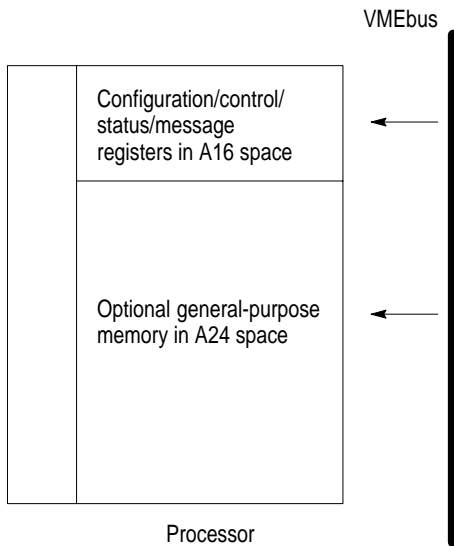 VMEbus
Configuration/control/
status/message
registers in A16 space
Optional general-purpose
memory in A24 space
Processor